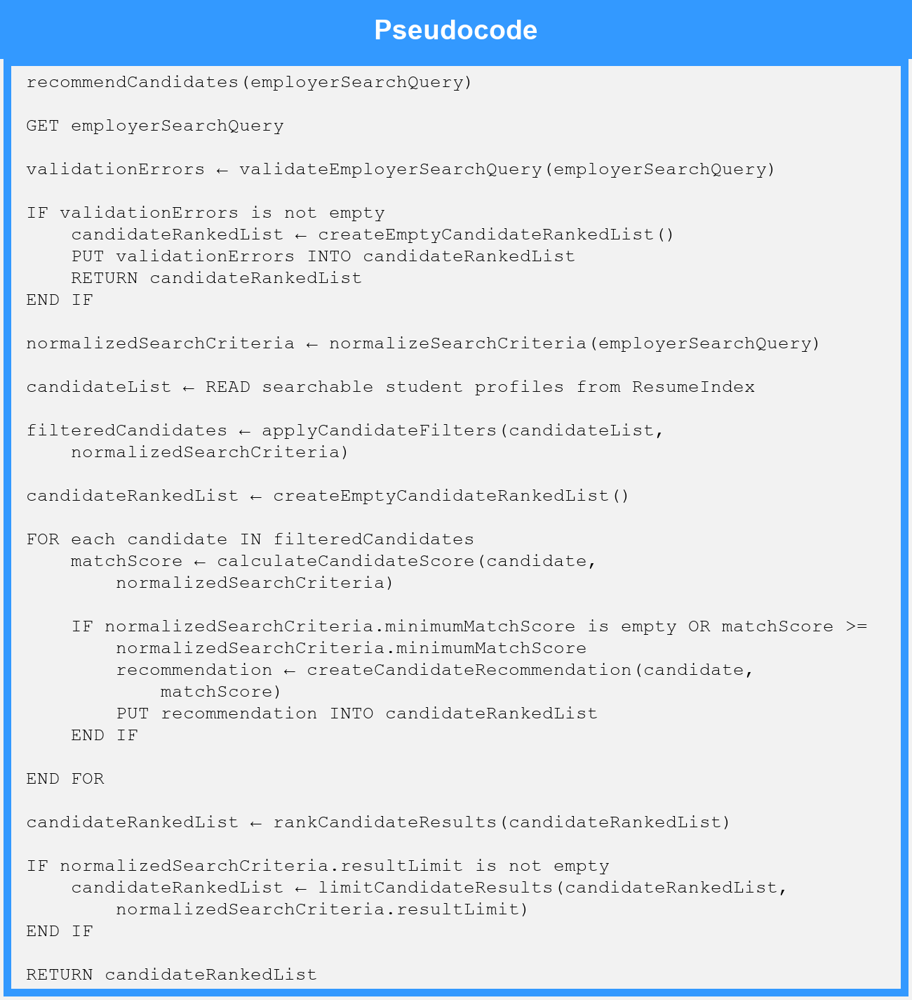 Pseudocode
recommendCandidates(employerSearchQuery)
GET employerSearchQuery
validationErrors ← validateEmployerSearchQuery(employerSearchQuery)
IF validationErrors is not empty
    candidateRankedList ← createEmptyCandidateRankedList()
    PUT validationErrors INTO candidateRankedList
    RETURN candidateRankedList
END IF
normalizedSearchCriteria ← normalizeSearchCriteria(employerSearchQuery)
candidateList ← READ searchable student profiles from ResumeIndex
filteredCandidates ← applyCandidateFilters(candidateList,
    normalizedSearchCriteria)
candidateRankedList ← createEmptyCandidateRankedList()
FOR each candidate IN filteredCandidates
    matchScore ← calculateCandidateScore(candidate,
        normalizedSearchCriteria)
    IF normalizedSearchCriteria.minimumMatchScore is empty OR matchScore >=
        normalizedSearchCriteria.minimumMatchScore
        recommendation ← createCandidateRecommendation(candidate,
            matchScore)
        PUT recommendation INTO candidateRankedList
    END IF
END FOR
candidateRankedList ← rankCandidateResults(candidateRankedList)
IF normalizedSearchCriteria.resultLimit is not empty
    candidateRankedList ← limitCandidateResults(candidateRankedList,
        normalizedSearchCriteria.resultLimit)
END IF
RETURN candidateRankedList